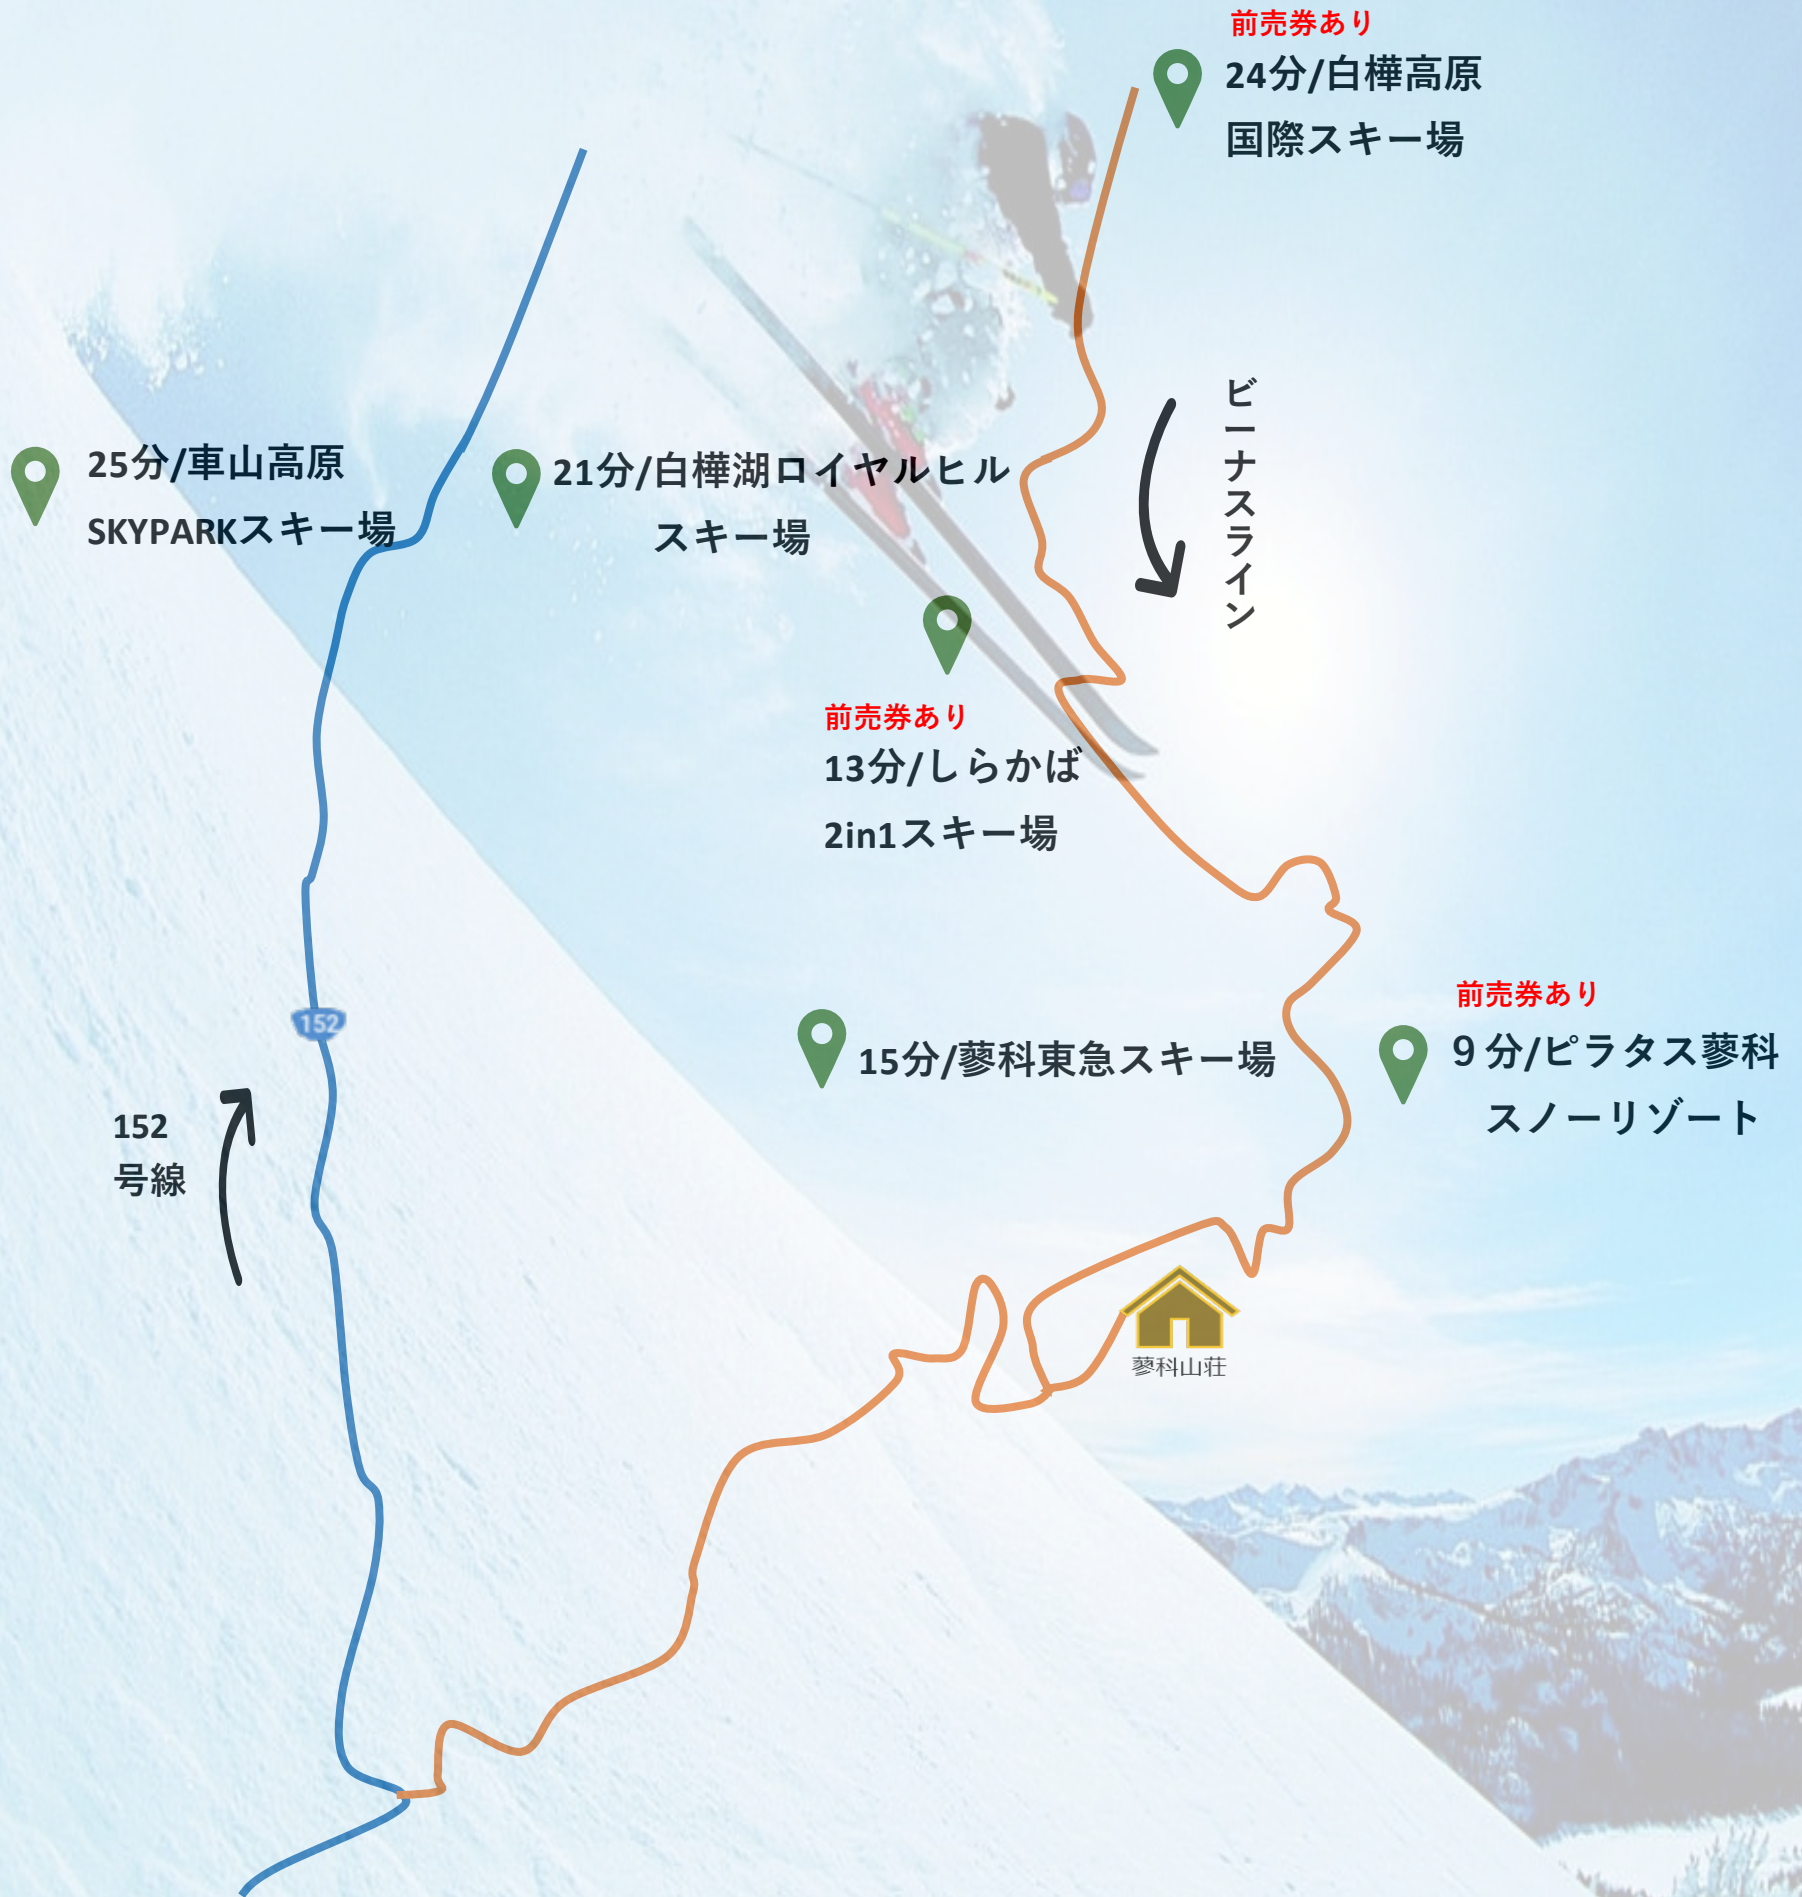 前売券あり
24分/白樺高原
国際スキー場
ビーナスライン
25分/車山高原
SKYPARKスキー場
21分/白樺湖ロイヤルヒル
スキー場
前売券あり
13分/しらかば
2in1スキー場
前売券あり
９分/ピラタス蓼科
スノーリゾート
15分/蓼科東急スキー場
152
152
号線
蓼科山荘